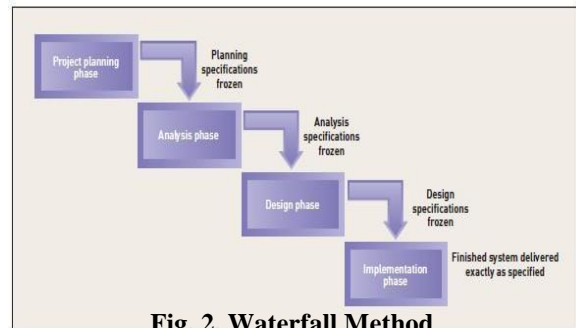 Project planning
phase
Planning
specifications
frozen
Analysis phase
Analysis
specifications
frozen
Design phase
Design
specifications
frozen
Implementation
phase
Finished system delivered
exactly as specified
Fig. 2. Waterfall Method